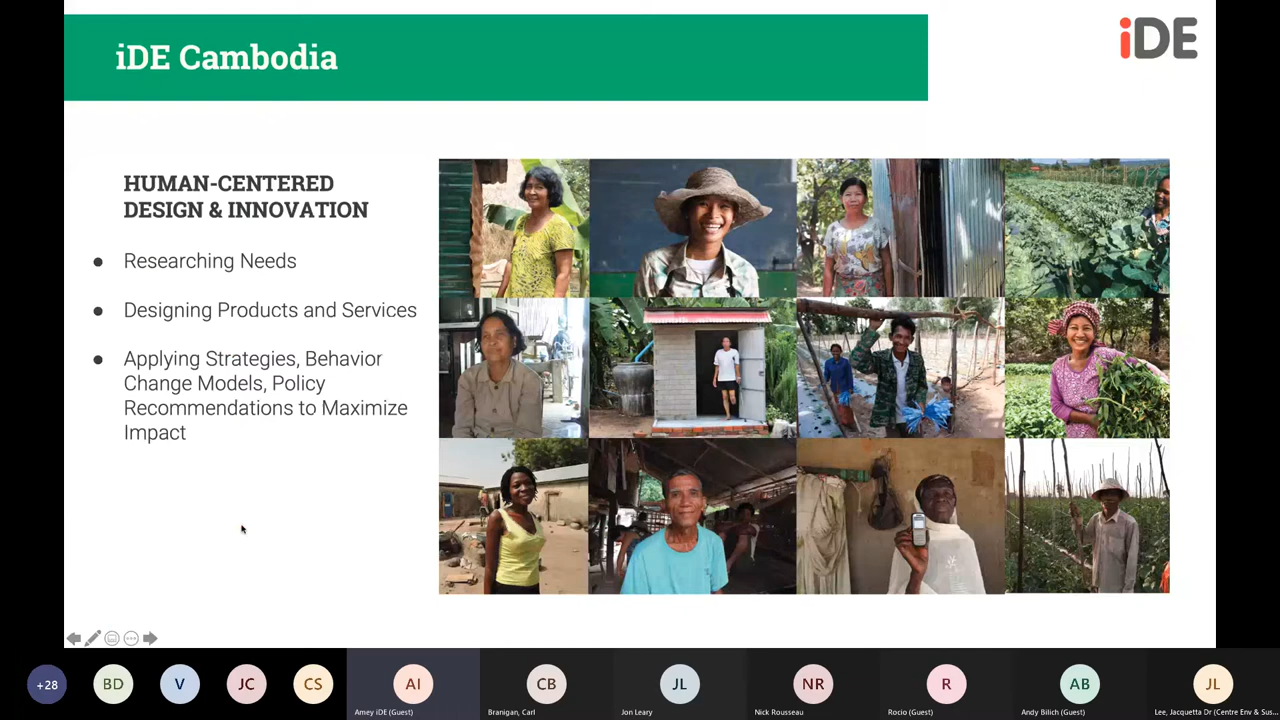 iDE Cambodia
iDE
HUMAN-CENTERED
DESIGN & INNOVATION
● Researching Needs
● Designing Products and Services
● Applying Strategies, Behavior
Change Models, Policy
Recommendations to Maximize
Impact
+28
BD
V
JC
CS
AI
CB
JL
NR
R
AB
JL
Amey iDE (Guest)
Branigan, Carl
Jon Leary
Nick Rousseau
Rocio (Guest)
Andy Bilich (Guest)
Lee, Jacquetta Dr (Centre Env & Sus...